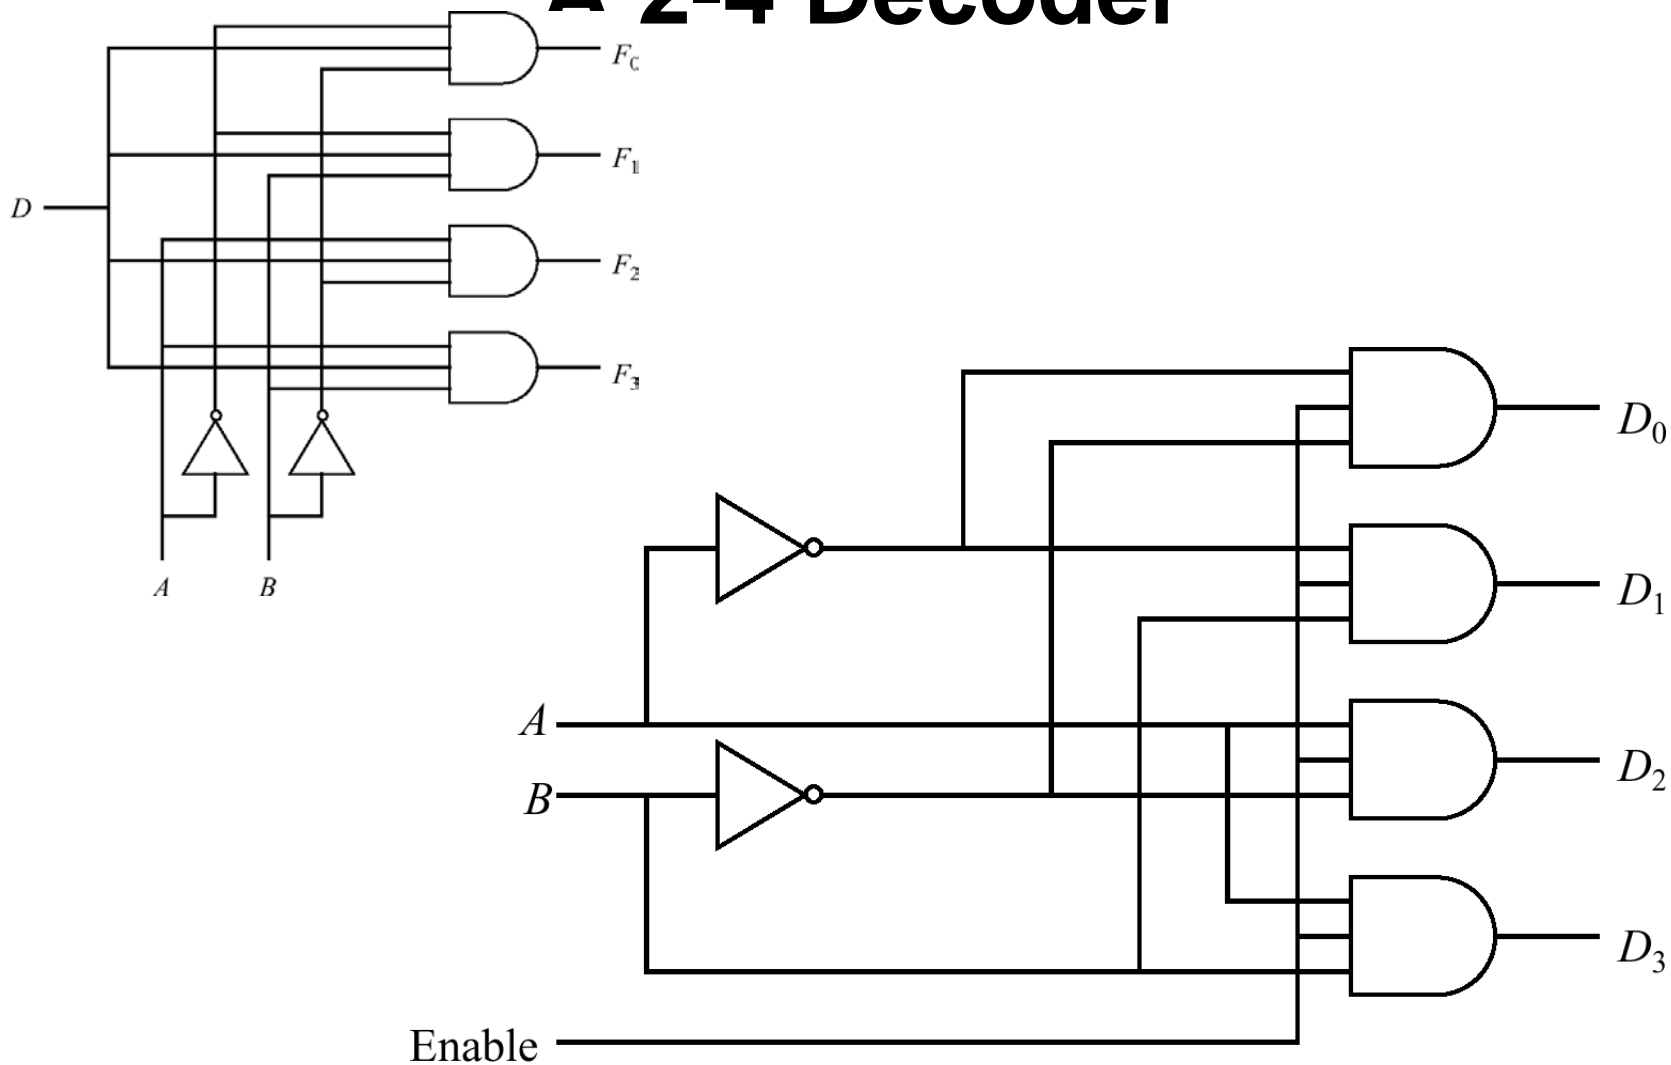 A 2-4 Decoder
F0
F1
D
F2
F3
A B
D0
D1
A
D2
B
D3
Enable